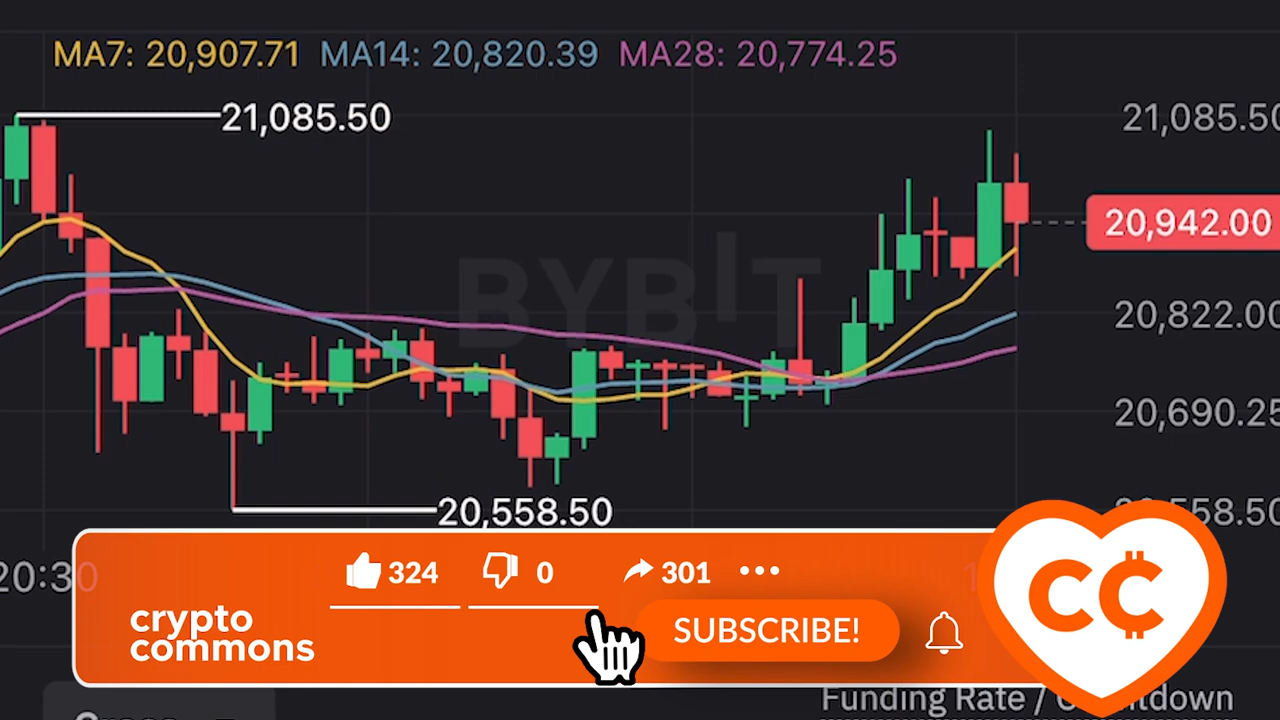 MA7: 20,907.71 MA14: 20,820.39 MA28: 20,774.25
21,085.50 21,085.50
20,942.00
BYBIT
20,822.00
20,690.25
20,558.50
20:30
324 0 301
crypto
commons
SUBSCRIBE!
CC
Funding Rate /